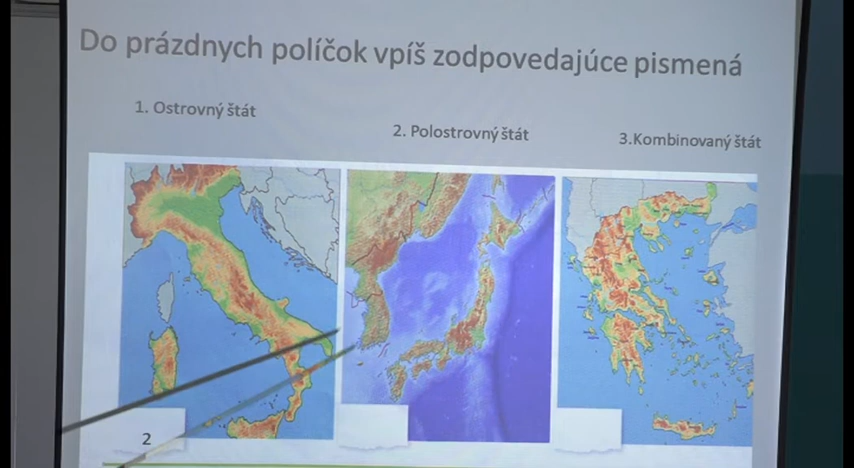 Do prázdnych políčok vpíš zodpovedajúce pismená
1. Ostrovný štát
2. Polostrovný štát
3.Kombinovaný štát
2